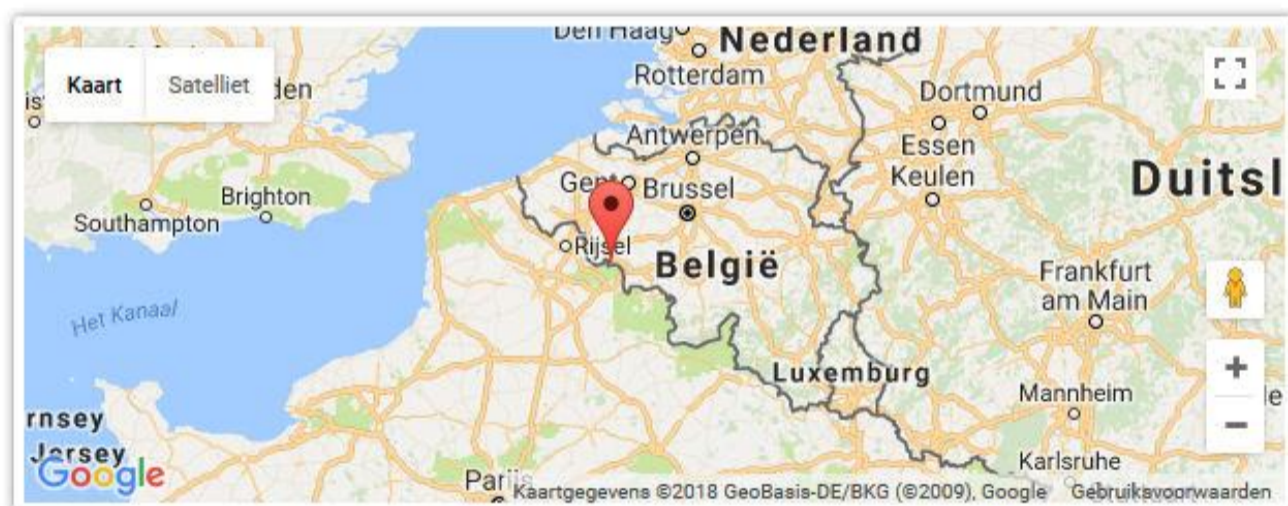 Den Haag
Nederland
Rotterdam
Kaart
Satelliet
den
Dortmund
Antwerpen
Essen
Gent
Brussel
Keulen
Duitsl
Brighton
Southampton
Rijsel
België
Frankfurt
am Main
Het Kanaal
Luxemburg
Mannheim
rnsey
Jersey
Google
Karlsruhe
Parijs
Kaartgegevens ©2018 GeoBasis-DE/BKG (©2009), Google
Gebruiksvoorwaarden